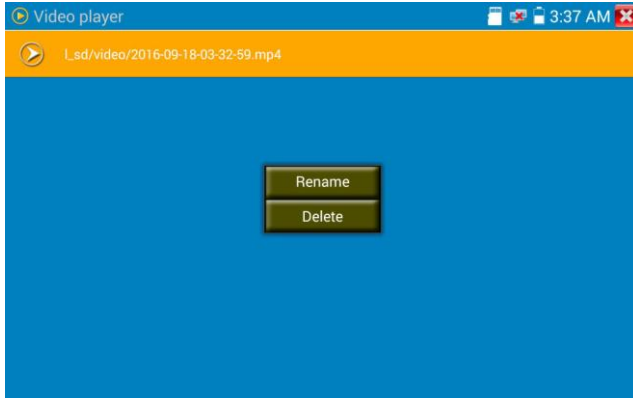 Video player
3:37 AM
l_sd/video/2016-09-18-03-32-59.mp4
Rename
Delete